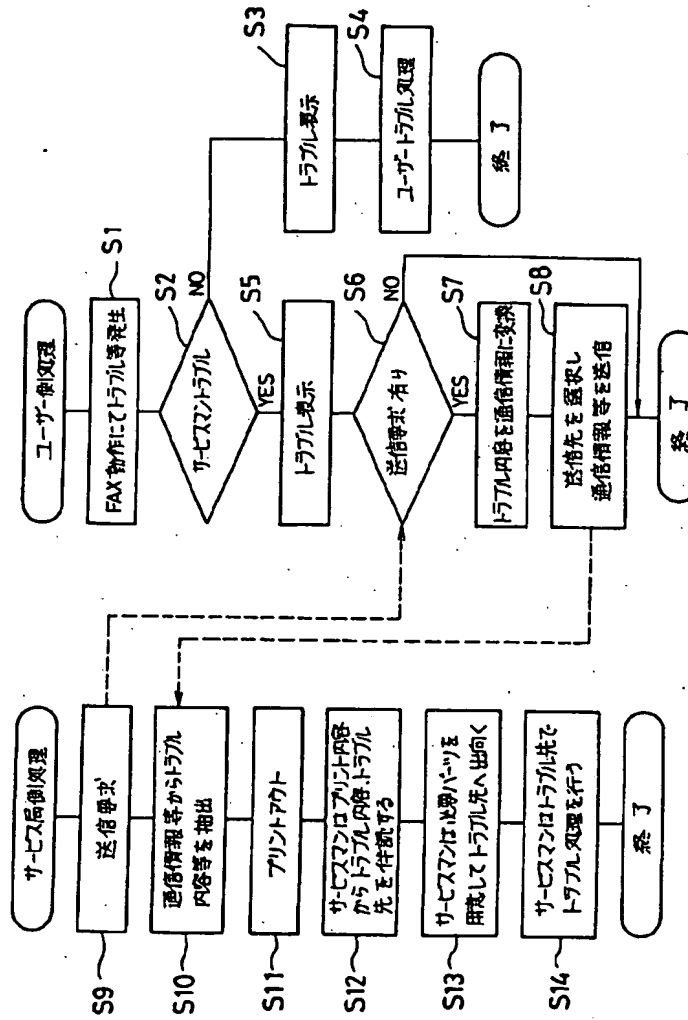 サービス局側処理
S9
送信要求
S10
通信情報等からトラブル
内容等を抽出
S11
プリントアウト
S12
サービスマンはプリント内容
からトラブル内容、トラブル
先を
する
S13
サービスマンは必要パーツを
用意してトラブル先へ出向く
S14
サービスマンはトラブル先で
トラブル処理を行う
終了
ユーザー側処理
FAX動作にてトラブル等発生
S1
サービスマントラブル
S2
NO
YES
トラブル表示
S5
送信要求有り
S6
NO
YES
トラブル内容を通信情報に変換
S7
送信先を選択し
通信情報等を送信
S8
終了
トラブル表示
S3
ユーザートラブル処理
S4
終了